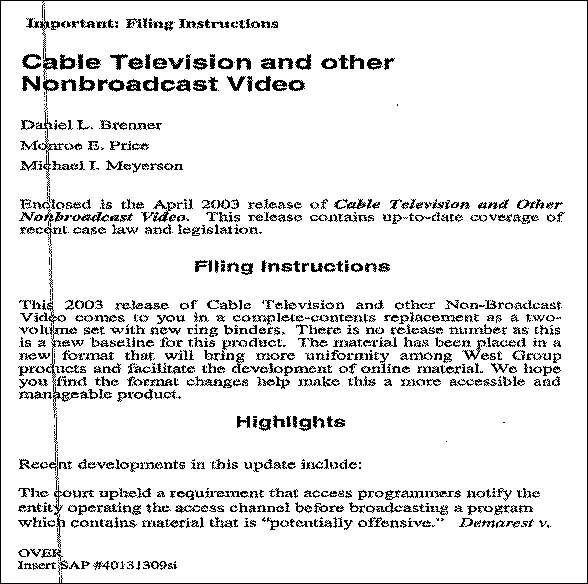 Important: Filing Instructions
Cable Television and other
Nonbroadcast Video
Daniel L. Brenner
Monroe E. Price
Michael I. Meyerson
Enclosed is the April 2003 release of Cable Television and Other
Nonbroadcast Video. This release contains up-to-date coverage of
recent case law and legislation.
Filing Instructions
This 2003 release of Cable Television and other Non-Broadcast
Video comes to you in a complete-contents replacement as a two-
volume set with new ring binders. There is no release number as this
is a new baseline for this product. The material has been placed in a
new format that will bring more uniformity among West Group
products and facilitate the development of online material. We hope
you find the format changes help make this a more accessible and
manageable product.
Highlights
Recent developments in this update include:
The court upheld a requirement that access programmers notify the
entity operating the access channel before broadcasting a program
which contains material that is “potentially offensive.” Demarest v.
OVER
Insert SAP #40131309si